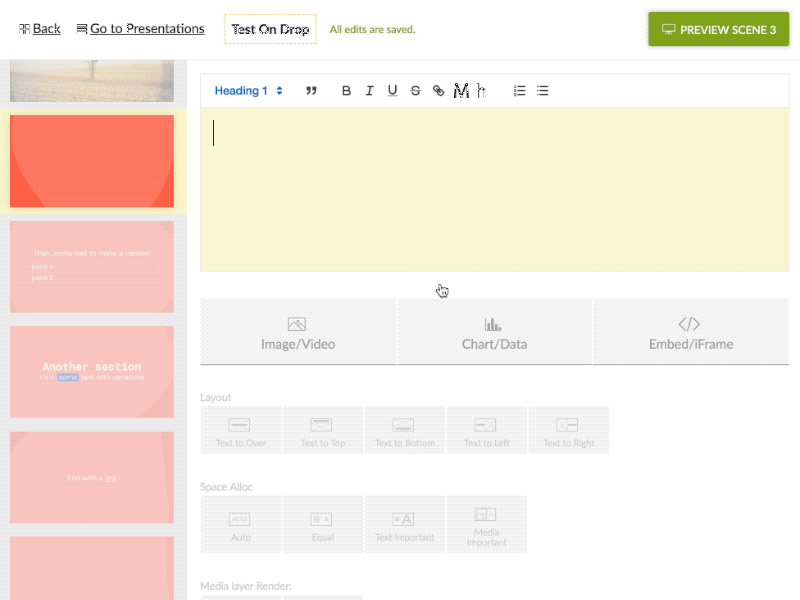 Back
Go to Presentations
Test On Drop
All edits are saved.
PREVIEW SCENE 3
Heading 1
B I U S
Then, some text to make a context.
- point A
- point B
Another section
Here some text with variations
End with a link
Image/Video
Chart/Data
Embed/iFrame
Layout
Text to Over
Text to Top
Text to Bottom
Text to Left
Text to Right
Space Alloc
Auto
Equal
Text Important
Media
Important
Media layer Render: